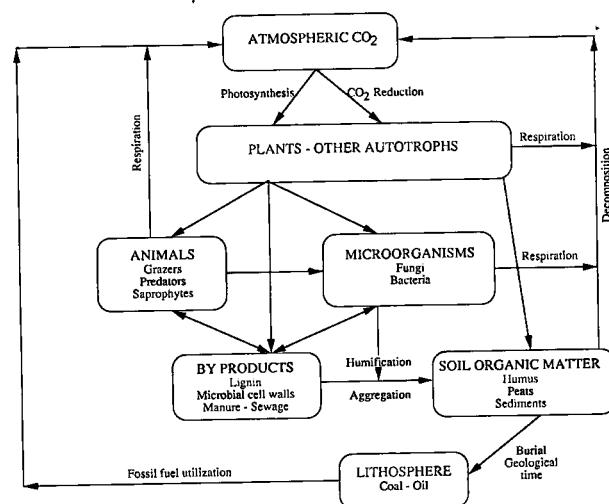 ATMOSPHERIC CO2
Photosynthesis
CO2 Reduction
PLANTS - OTHER AUTOTROPHS
Respiration
Respiration
Decomposition
ANIMALS
Grazers
Predators
Saprophytes
MICROORGANISMS
Fungi
Bacteria
Respiration
BY PRODUCTS
Lignin
Microbial cell walls
Manure - Sewage
Humification
Aggregation
SOIL ORGANIC MATTER
Humus
Peats
Sediments
Burial
Geological
time
Fossil fuel utilization
LITHOSPHERE
Coal - Oil